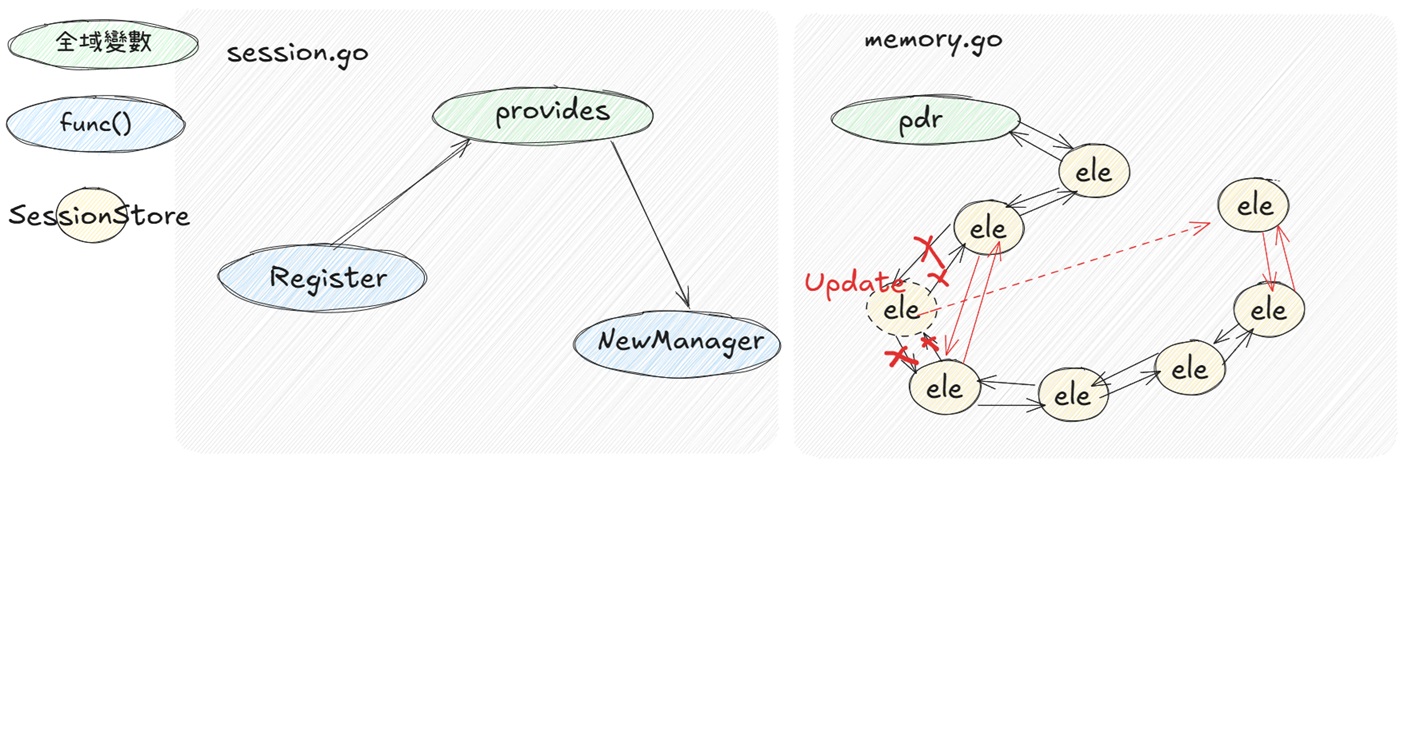 全域變數
func()
SessionStore
session.go
provides
Register
NewManager
memory.go
pdr
ele
ele
ele
Update
ele
ele
ele
ele
ele